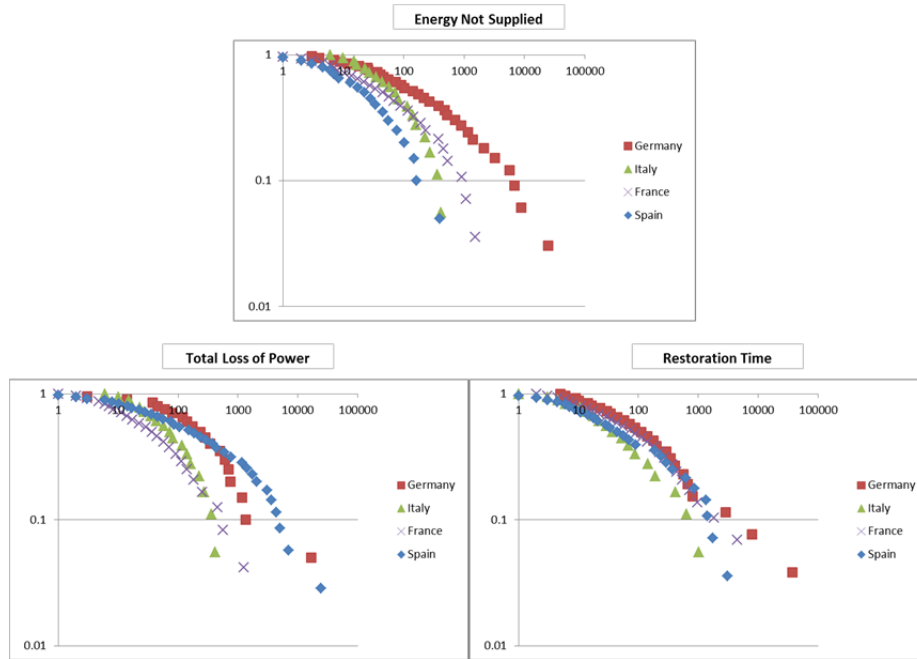 Energy Not Supplied
1
1 10 100 1000 10000 100000
0.1
0.01
Germany
Italy
France
Spain
Total Loss of Power
1
1 10 100 1000 10000 100000
0.1
0.01
Germany
Italy
France
Spain
Restoration Time
1
1 10 100 1000 10000 100000
0.1
0.01
Germany
Italy
France
Spain